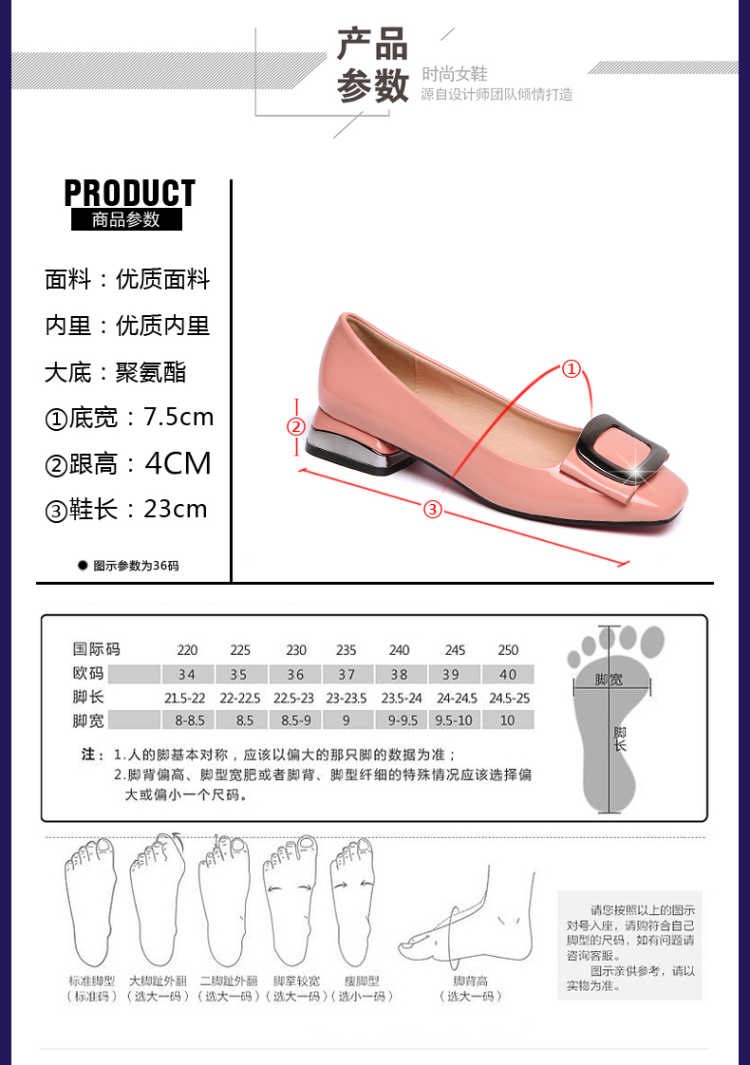 产品
参数
时尚女鞋
源自设计师团队倾情打造
PRODUCT
商品参数
面料：优质面料
内里：优质内里
大底：聚氨酯
①底宽：7.5cm
②跟高：4CM
③鞋长：23cm
● 图示参数为36码
①
②
③
国际码 220 225 230 235 240 245 250
欧码 34 35 36 37 38 39 40
脚长 21.5-22 22-22.5 22.5-23 23-23.5 23.5-24 24-24.5 24.5-25
脚宽 8-8.5 8.5 8.5-9 9 9-9.5 9.5-10 10
注：1.人的脚基本对称，应该以偏大的那只脚的数据为准；
2.脚背偏高、脚型宽肥或者脚背、脚型纤细的特殊情况应该选择偏
大或偏小一个尺码。
脚宽
脚长
标准脚型 大脚趾外翻 二脚趾外翻 脚掌较宽 瘦脚型 脚背高
（标准码）（选大一码）（选大一码）（选大一码）（选小一码） （选大一码）
请您按照以上的图示
对号入座，请购符合自己
脚型的尺码，如有问题请
咨询客服。
图示亲供参考，请以
实物为准。